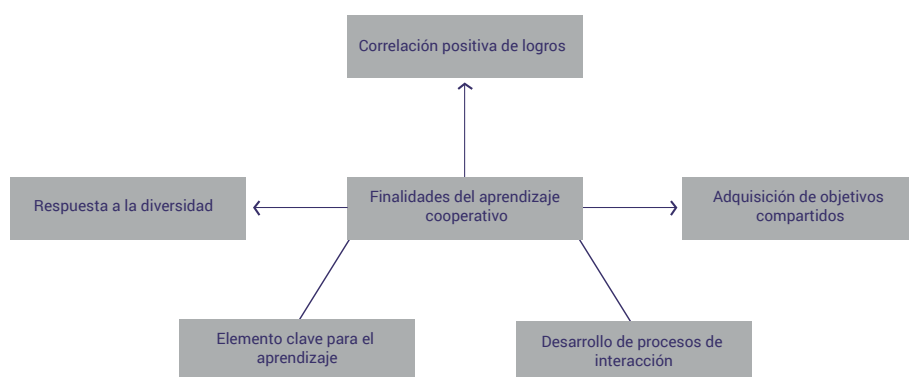 Correlación positiva de logros
Respuesta a la diversidad
Finalidades del aprendizaje
cooperativo
Adquisición de objetivos
compartidos
Elemento clave para el
aprendizaje
Desarrollo de procesos de
interacción